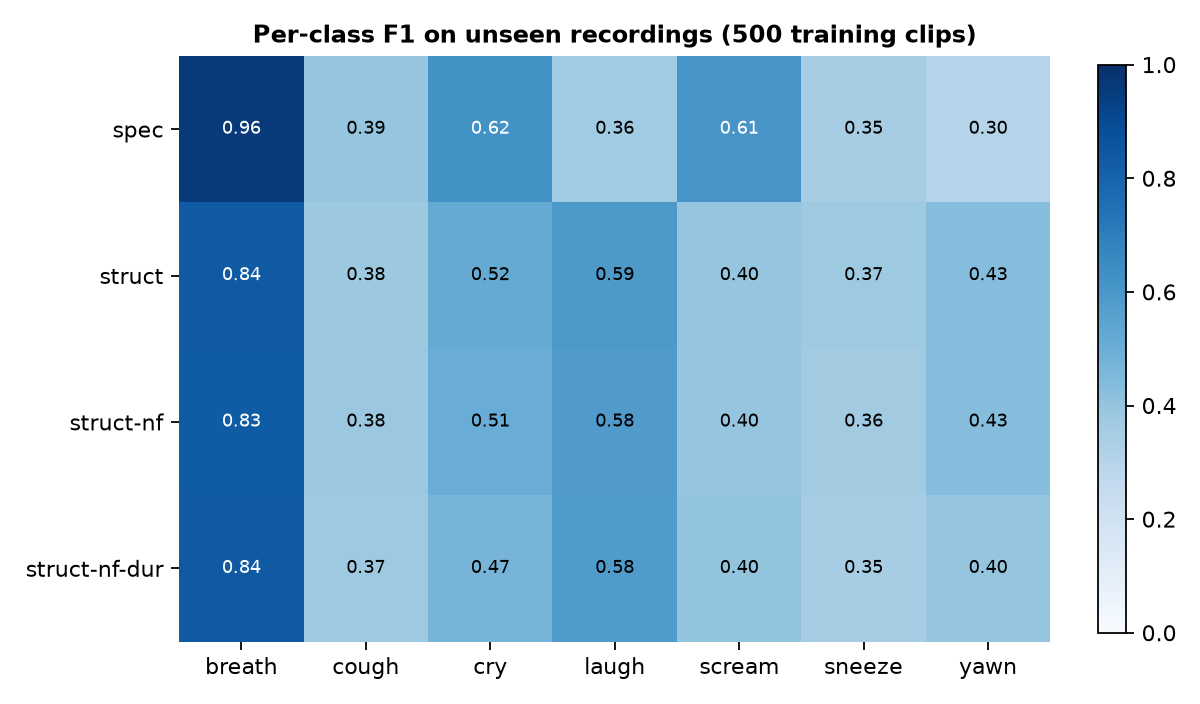 Per-class F1 on unseen recordings (500 training clips)
spec 0.96 0.39 0.62 0.36 0.61 0.35 0.30
struct 0.84 0.38 0.52 0.59 0.40 0.37 0.43
struct-nf 0.83 0.38 0.51 0.58 0.40 0.36 0.43
struct-nf-dur 0.84 0.37 0.47 0.58 0.40 0.35 0.40
breath cough cry laugh scream sneeze yawn
1.0
0.8
0.6
0.4
0.2
0.0